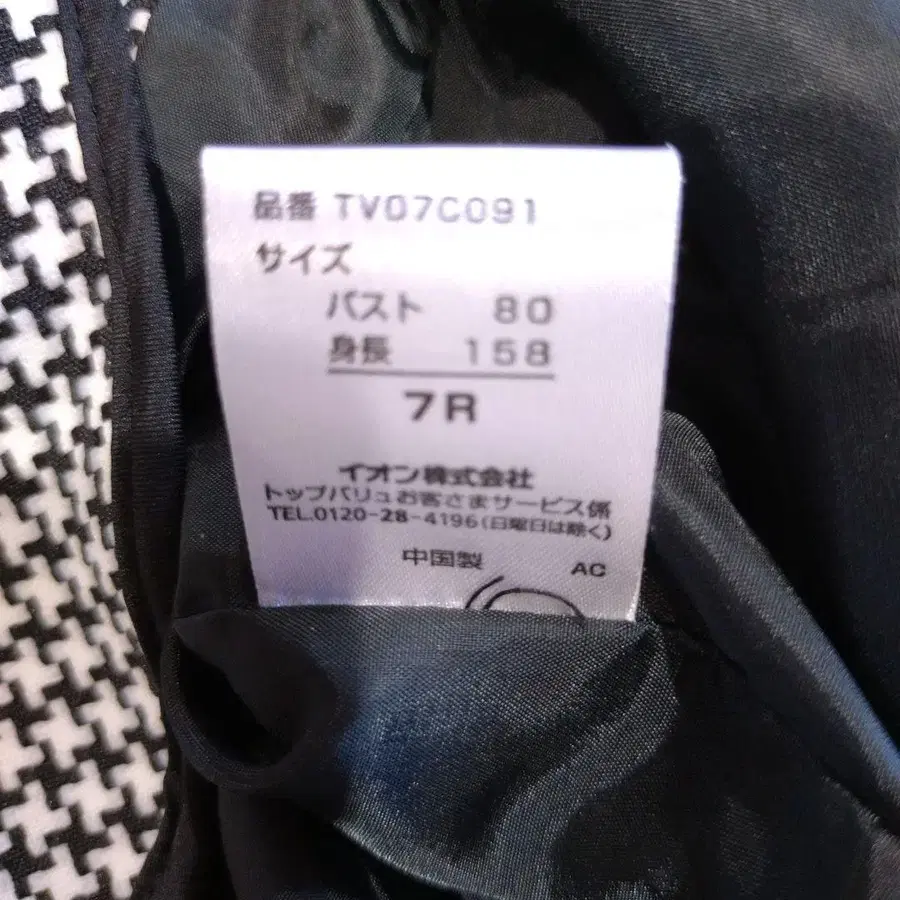 品番 TV07C091
サイズ
バスト 80
身長 158
7R
イオン株式会社
トップバリュお客さまサービス係
TEL.0120-28-4196(日曜日は除く)
中国製 AC